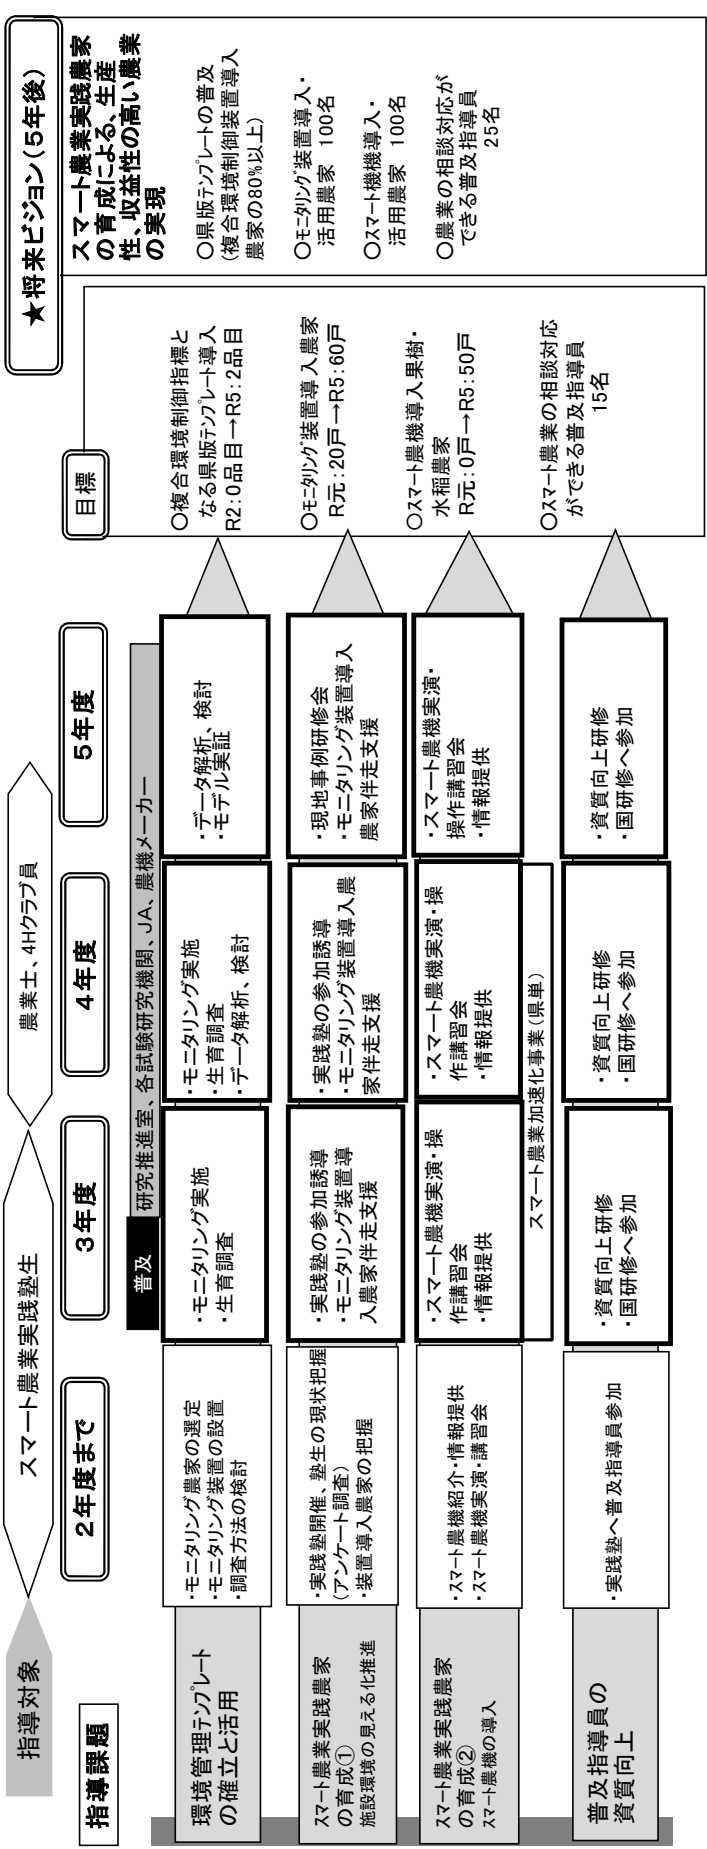 指導対象
スマート農業実践塾生
農業士、4Hクラブ員
★将来ビジョン(5年後)
指導課題
2年度まで
3年度
4年度
5年度
目標
スマート農業実践農家
の育成による、生産
性、収益性の高い農業
の実現
普及
研究推進室、各試験研究機関、JA、農機メーカー
環境管理テンプレート
の確立と活用
・モニタリング農家の選定
・モニタリング装置の設置
・調査方法の検討
・モニタリング実施
・生育調査
・モニタリング実施
・生育調査
・データ解析、検討
・データ解析、検討
・モデル実証
○複合環境制御指標と
なる県版テンプレート導入
R2:0品目→R5:2品目
○県版テンプレートの普及
(複合環境制御装置導入
農家の80%以上)
スマート農業実践農家
の育成①
施設環境の見える化推進
・実践塾開催、塾生の現状把握
(アンケート調査)
・装置導入農家の把握
・実践塾の参加誘導
・モニタリング装置導
入農家伴走支援
・実践塾の参加誘導
・モニタリング装置導入農
家伴走支援
・現地事例研修会
・モニタリング装置導入
農家伴走支援
○モニタリング装置導入農家
R元:20戸→R5:60戸
○モニタリング装置導入・
活用農家 100名
スマート農業実践農家
の育成②
スマート農機の導入
・スマート農機紹介・情報提供
・スマート農機実演・講習会
・スマート農機実演・操
作講習会
・情報提供
・スマート農機実演・操
作講習会
・情報提供
・スマート農機実演・
操作講習会
・情報提供
スマート農業加速化事業(県単)
○スマート農機導入果樹・
水稲農家
R元:0戸→R5:50戸
○スマート機機導入・
活用農家 100名
普及指導員の
資質向上
・実践塾へ普及指導員参加
・資質向上研修
・国研修へ参加
・資質向上研修
・国研修へ参加
・資質向上研修
・国研修へ参加
○スマート農業の相談対応
ができる普及指導員
15名
○農業の相談対応が
できる普及指導員
25名